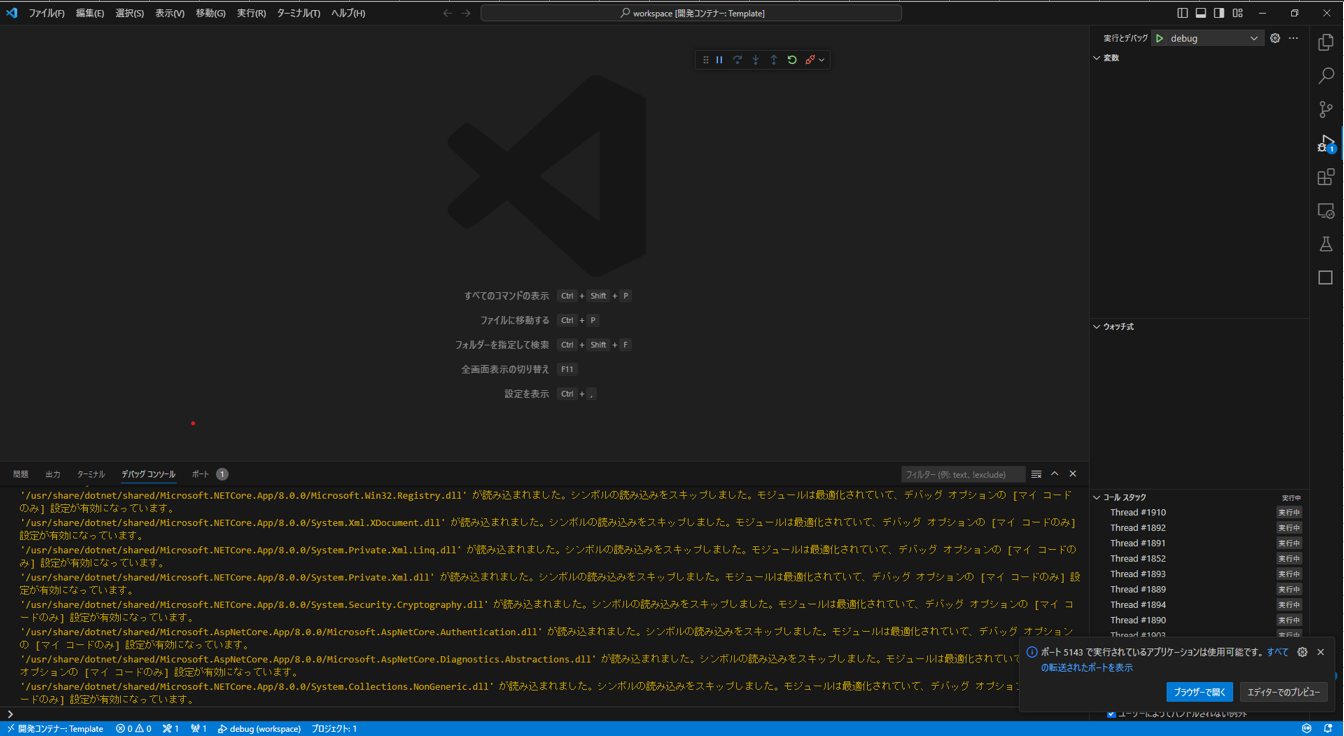 ファイル(F) 編集(E) 選択(S) 表示(V) 移動(G) 実行(R) ターミナル(T) ヘルプ(H)
workspace [開発コンテナー: Template]
実行とデバッグ debug
変数
すべてのコマンドの表示 Ctrl + Shift + P
ファイルに移動する Ctrl + P
フォルダーを指定して検索 Ctrl + Shift + F
全画面表示の切り替え F11
設定を表示 Ctrl + ,
ウォッチ式
問題 出力 ターミナル デバッグ コンソール ポート 1
フィルター (例: text, !exclude)
'/usr/share/dotnet/shared/Microsoft.NETCore.App/8.0.0/Microsoft.Win32.Registry.dll' が読み込まれました。シンボルの読み込みをスキップしました。モジュールは最適化されていて、デバッグ オプションの [マイ コード
のみ] 設定が有効になっています。
'/usr/share/dotnet/shared/Microsoft.NETCore.App/8.0.0/System.Xml.XDocument.dll' が読み込まれました。シンボルの読み込みをスキップしました。モジュールは最適化されていて、デバッグ オプションの [マイ コードのみ]
設定が有効になっています。
'/usr/share/dotnet/shared/Microsoft.NETCore.App/8.0.0/System.Private.Xml.Linq.dll' が読み込まれました。シンボルの読み込みをスキップしました。モジュールは最適化されていて、デバッグ オプションの [マイ コードの
み] 設定が有効になっています。
'/usr/share/dotnet/shared/Microsoft.NETCore.App/8.0.0/System.Private.Xml.dll' が読み込まれました。シンボルの読み込みをスキップしました。モジュールは最適化されていて、デバッグ オプションの [マイ コードのみ] 設
定が有効になっています。
'/usr/share/dotnet/shared/Microsoft.NETCore.App/8.0.0/System.Security.Cryptography.dll' が読み込まれました。シンボルの読み込みをスキップしました。モジュールは最適化されていて、デバッグ オプションの [マイ コ
ードのみ] 設定が有効になっています。
'/usr/share/dotnet/shared/Microsoft.AspNetCore.App/8.0.0/Microsoft.AspNetCore.Authentication.dll' が読み込まれました。シンボルの読み込みをスキップしました。モジュールは最適化されていて、デバッグ オプション
の [マイ コードのみ] 設定が有効になっています。
'/usr/share/dotnet/shared/Microsoft.AspNetCore.App/8.0.0/Microsoft.AspNetCore.Diagnostics.Abstractions.dll' が読み込まれました。シンボルの読み込みをスキップしました。モジュールは最適化されていて
オプションの [マイ コードのみ] 設定が有効になっています。
'/usr/share/dotnet/shared/Microsoft.NETCore.App/8.0.0/System.Collections.NonGeneric.dll' が読み込まれました。シンボルの読み込みをスキップしました。モジュールは最適化されていて、デバッグ オプション
ードのみ] 設定が有効になっています。
コール スタック 実行中
Thread #1910 実行中
Thread #1892 実行中
Thread #1891 実行中
Thread #1852 実行中
Thread #1893 実行中
Thread #1889 実行中
Thread #1894 実行中
Thread #1890 実行中
Thread #1903 実行中
ポート 5143 で実行されているアプリケーションは使用可能です。すべて
の転送されたポートを表示
ブラウザーで開く エディターでのプレビュー
ユーザーによってハンドルされない例外
開発コンテナー: Template 0 0 1 1 debug (workspace) プロジェクト: 1